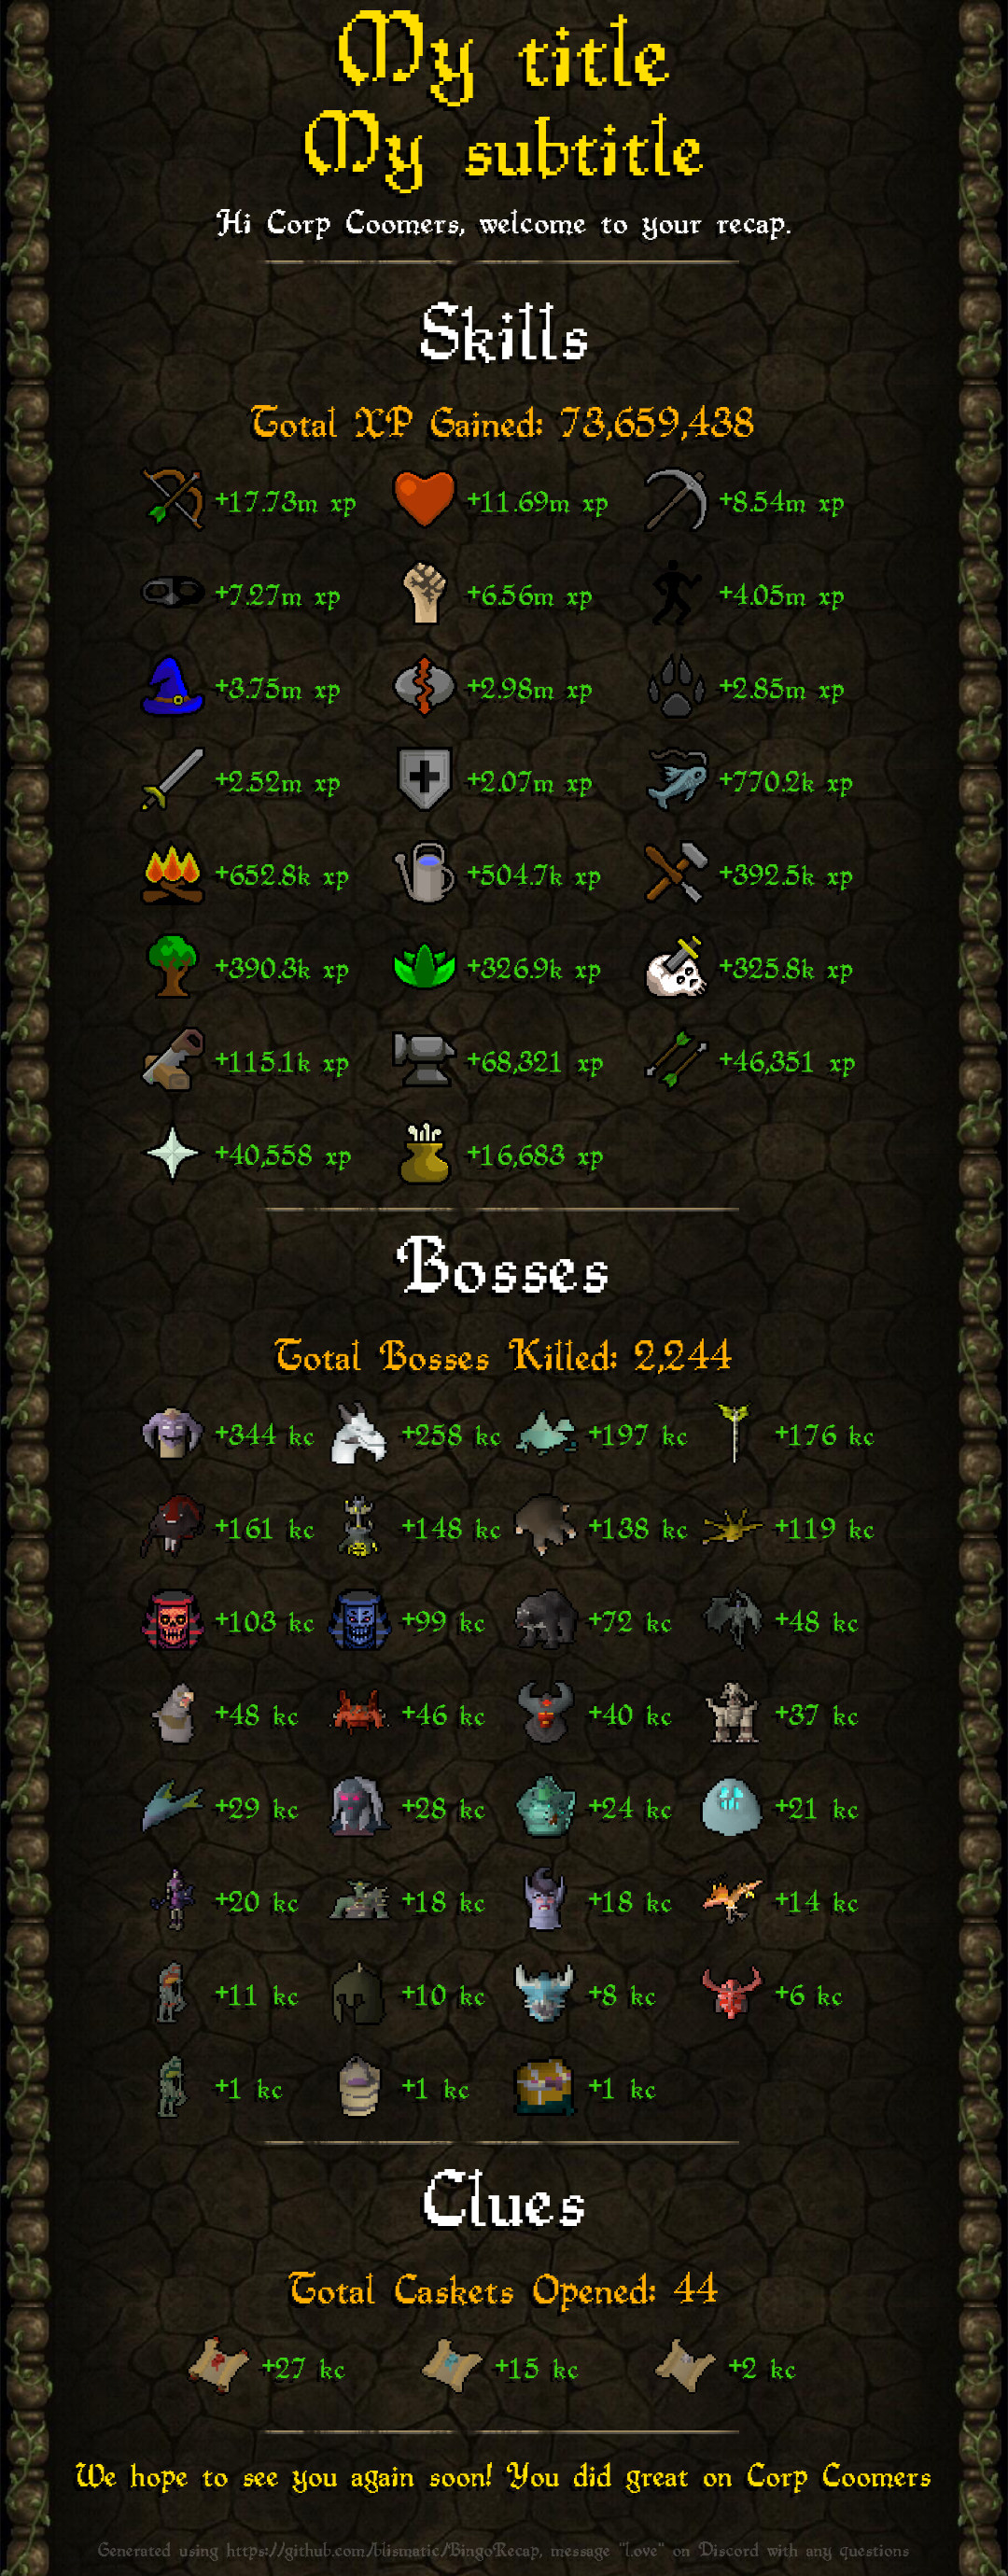 My title
My subtitle
Hi Corp Coomers, welcome to your recap.
Skills
Total XP Gained: 73,659,438
+17.73m xp +11.69m xp +8.54m xp
+7.27m xp +6.56m xp +4.05m xp
+3.75m xp +2.98m xp +2.85m xp
+2.52m xp +2.07m xp +770.2k xp
+652.8k xp +504.7k xp +392.5k xp
+390.3k xp +326.9k xp +325.8k xp
+115.1k xp +68,321 xp +46,351 xp
+40,558 xp +16,683 xp
Bosses
Total Bosses Killed: 2,244
+344 kc +258 kc +197 kc +176 kc
+161 kc +148 kc +138 kc +119 kc
+103 kc +99 kc +72 kc +48 kc
+48 kc +46 kc +40 kc +37 kc
+29 kc +28 kc +24 kc +21 kc
+20 kc +18 kc +18 kc +14 kc
+11 kc +10 kc +8 kc +6 kc
+1 kc +1 kc +1 kc
Clues
Total Caskets Opened: 44
+27 kc +15 kc +2 kc
We hope to see you again soon! You did great on Corp Coomers
Generated using https://github.com/blismatic/BingoRecap, message "love" on Discord with any questions